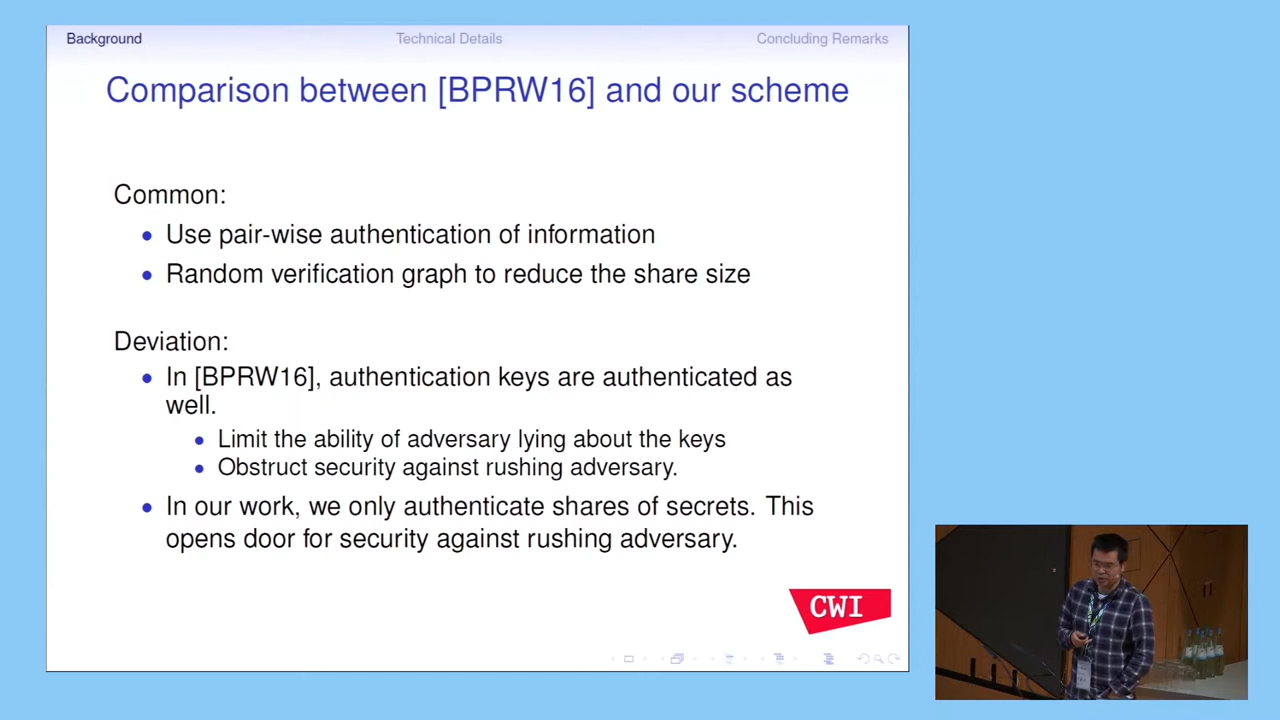 Background Technical Details Concluding Remarks
Comparison between [BPRW16] and our scheme
Common:
Use pair-wise authentication of information
Random verification graph to reduce the share size
Deviation:
In [BPRW16], authentication keys are authenticated as
well.
Limit the ability of adversary lying about the keys
Obstruct security against rushing adversary.
In our work, we only authenticate shares of secrets. This
opens door for security against rushing adversary.
CWI